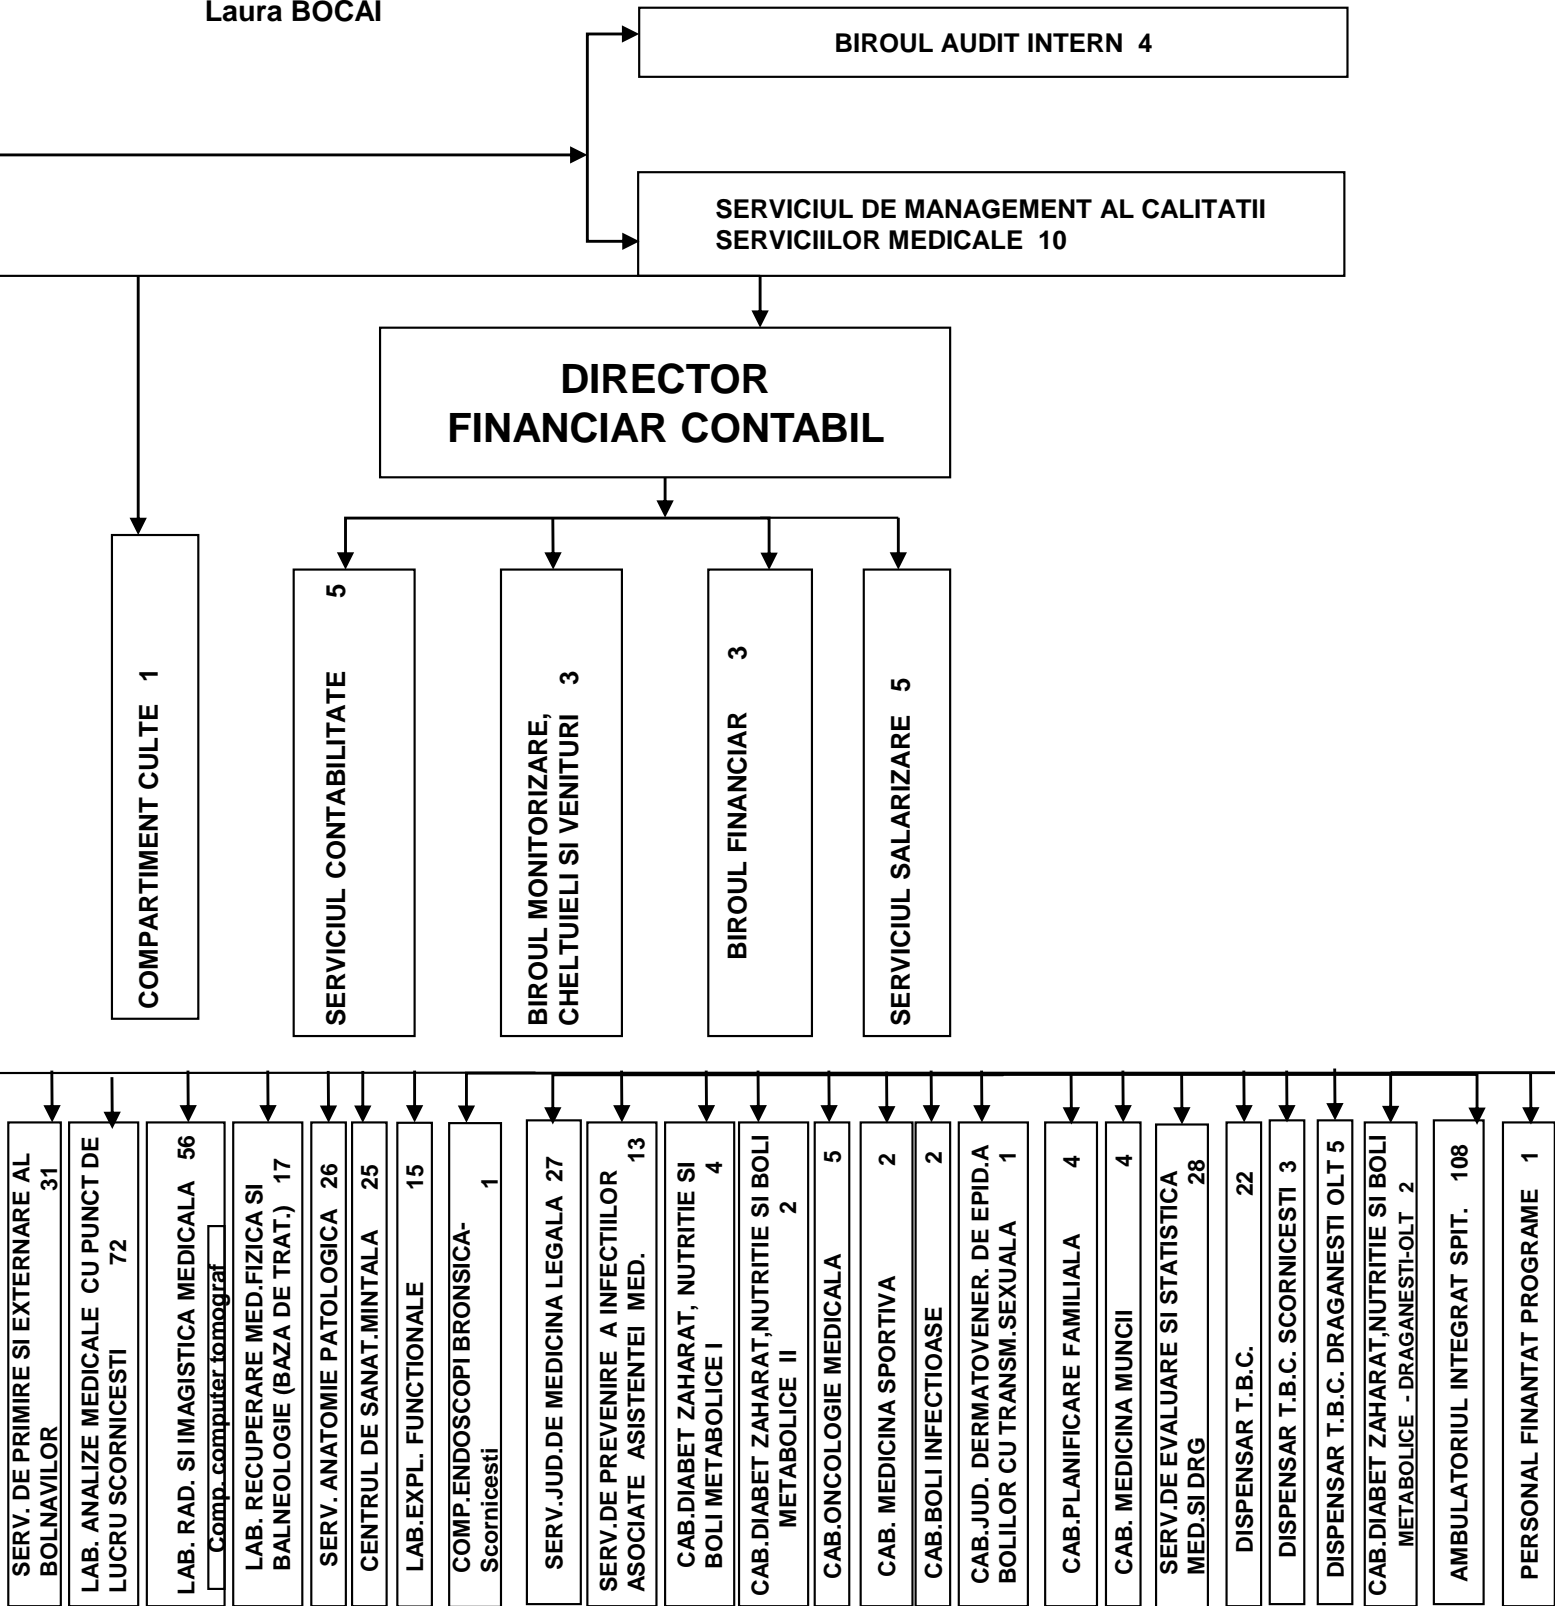 Laura BOCAI
BIROUL AUDIT INTERN 4
SERVICIUL DE MANAGEMENT AL CALITATII
SERVICIILOR MEDICALE 10
DIRECTOR
FINANCIAR CONTABIL
COMPARTIMENT CULTE 1
SERVICIUL CONTABILITATE 5
BIROUL MONITORIZARE,
CHELTUIELI SI VENITURI 3
BIROUL FINANCIAR 3
SERVICIUL SALARIZARE 5
SERV. DE PRIMIRE SI EXTERNARE AL
BOLNAVILOR 31
LAB. ANALIZE MEDICALE CU PUNCT DE
LUCRU SCORNICESTI 72
LAB. RAD. SI IMAGISTICA MEDICALA 56
Comp. computer tomograf
LAB. RECUPERARE MED.FIZICA SI
BALNEOLOGIE (BAZA DE TRAT.) 17
SERV. ANATOMIE PATOLOGICA 26
CENTRUL DE SANAT.MINTALA 25
LAB.EXPL. FUNCTIONALE 15
COMP.ENDOSCOPI BRONSICA-
Scornicesti 1
SERV.JUD.DE MEDICINA LEGALA 27
SERV.DE PREVENIRE A INFECTIILOR
ASOCIATE ASISTENTEI MED. 13
CAB.DIABET ZAHARAT, NUTRITIE SI
BOLI METABOLICE I 4
CAB.DIABET ZAHARAT,NUTRITIE SI BOLI
METABOLICE II 2
CAB.ONCOLOGIE MEDICALA 5
CAB. MEDICINA SPORTIVA 2
CAB.BOLI INFECTIOASE 2
CAB.JUD. DERMATOVENER. DE EPID.A
BOLILOR CU TRANSM.SEXUALA 1
CAB.PLANIFICARE FAMILIALA 4
CAB. MEDICINA MUNCII 4
SERV.DE EVALUARE SI STATISTICA
MED.SI DRG 28
DISPENSAR T.B.C. 22
DISPENSAR T.B.C. SCORNICESTI 3
DISPENSAR T.B.C. DRAGANESTI OLT 5
CAB.DIABET ZAHARAT,NUTRITIE SI BOLI
METABOLICE - DRAGANESTI-OLT 2
AMBULATORIUL INTEGRAT SPIT. 108
PERSONAL FINANTAT PROGRAME 1